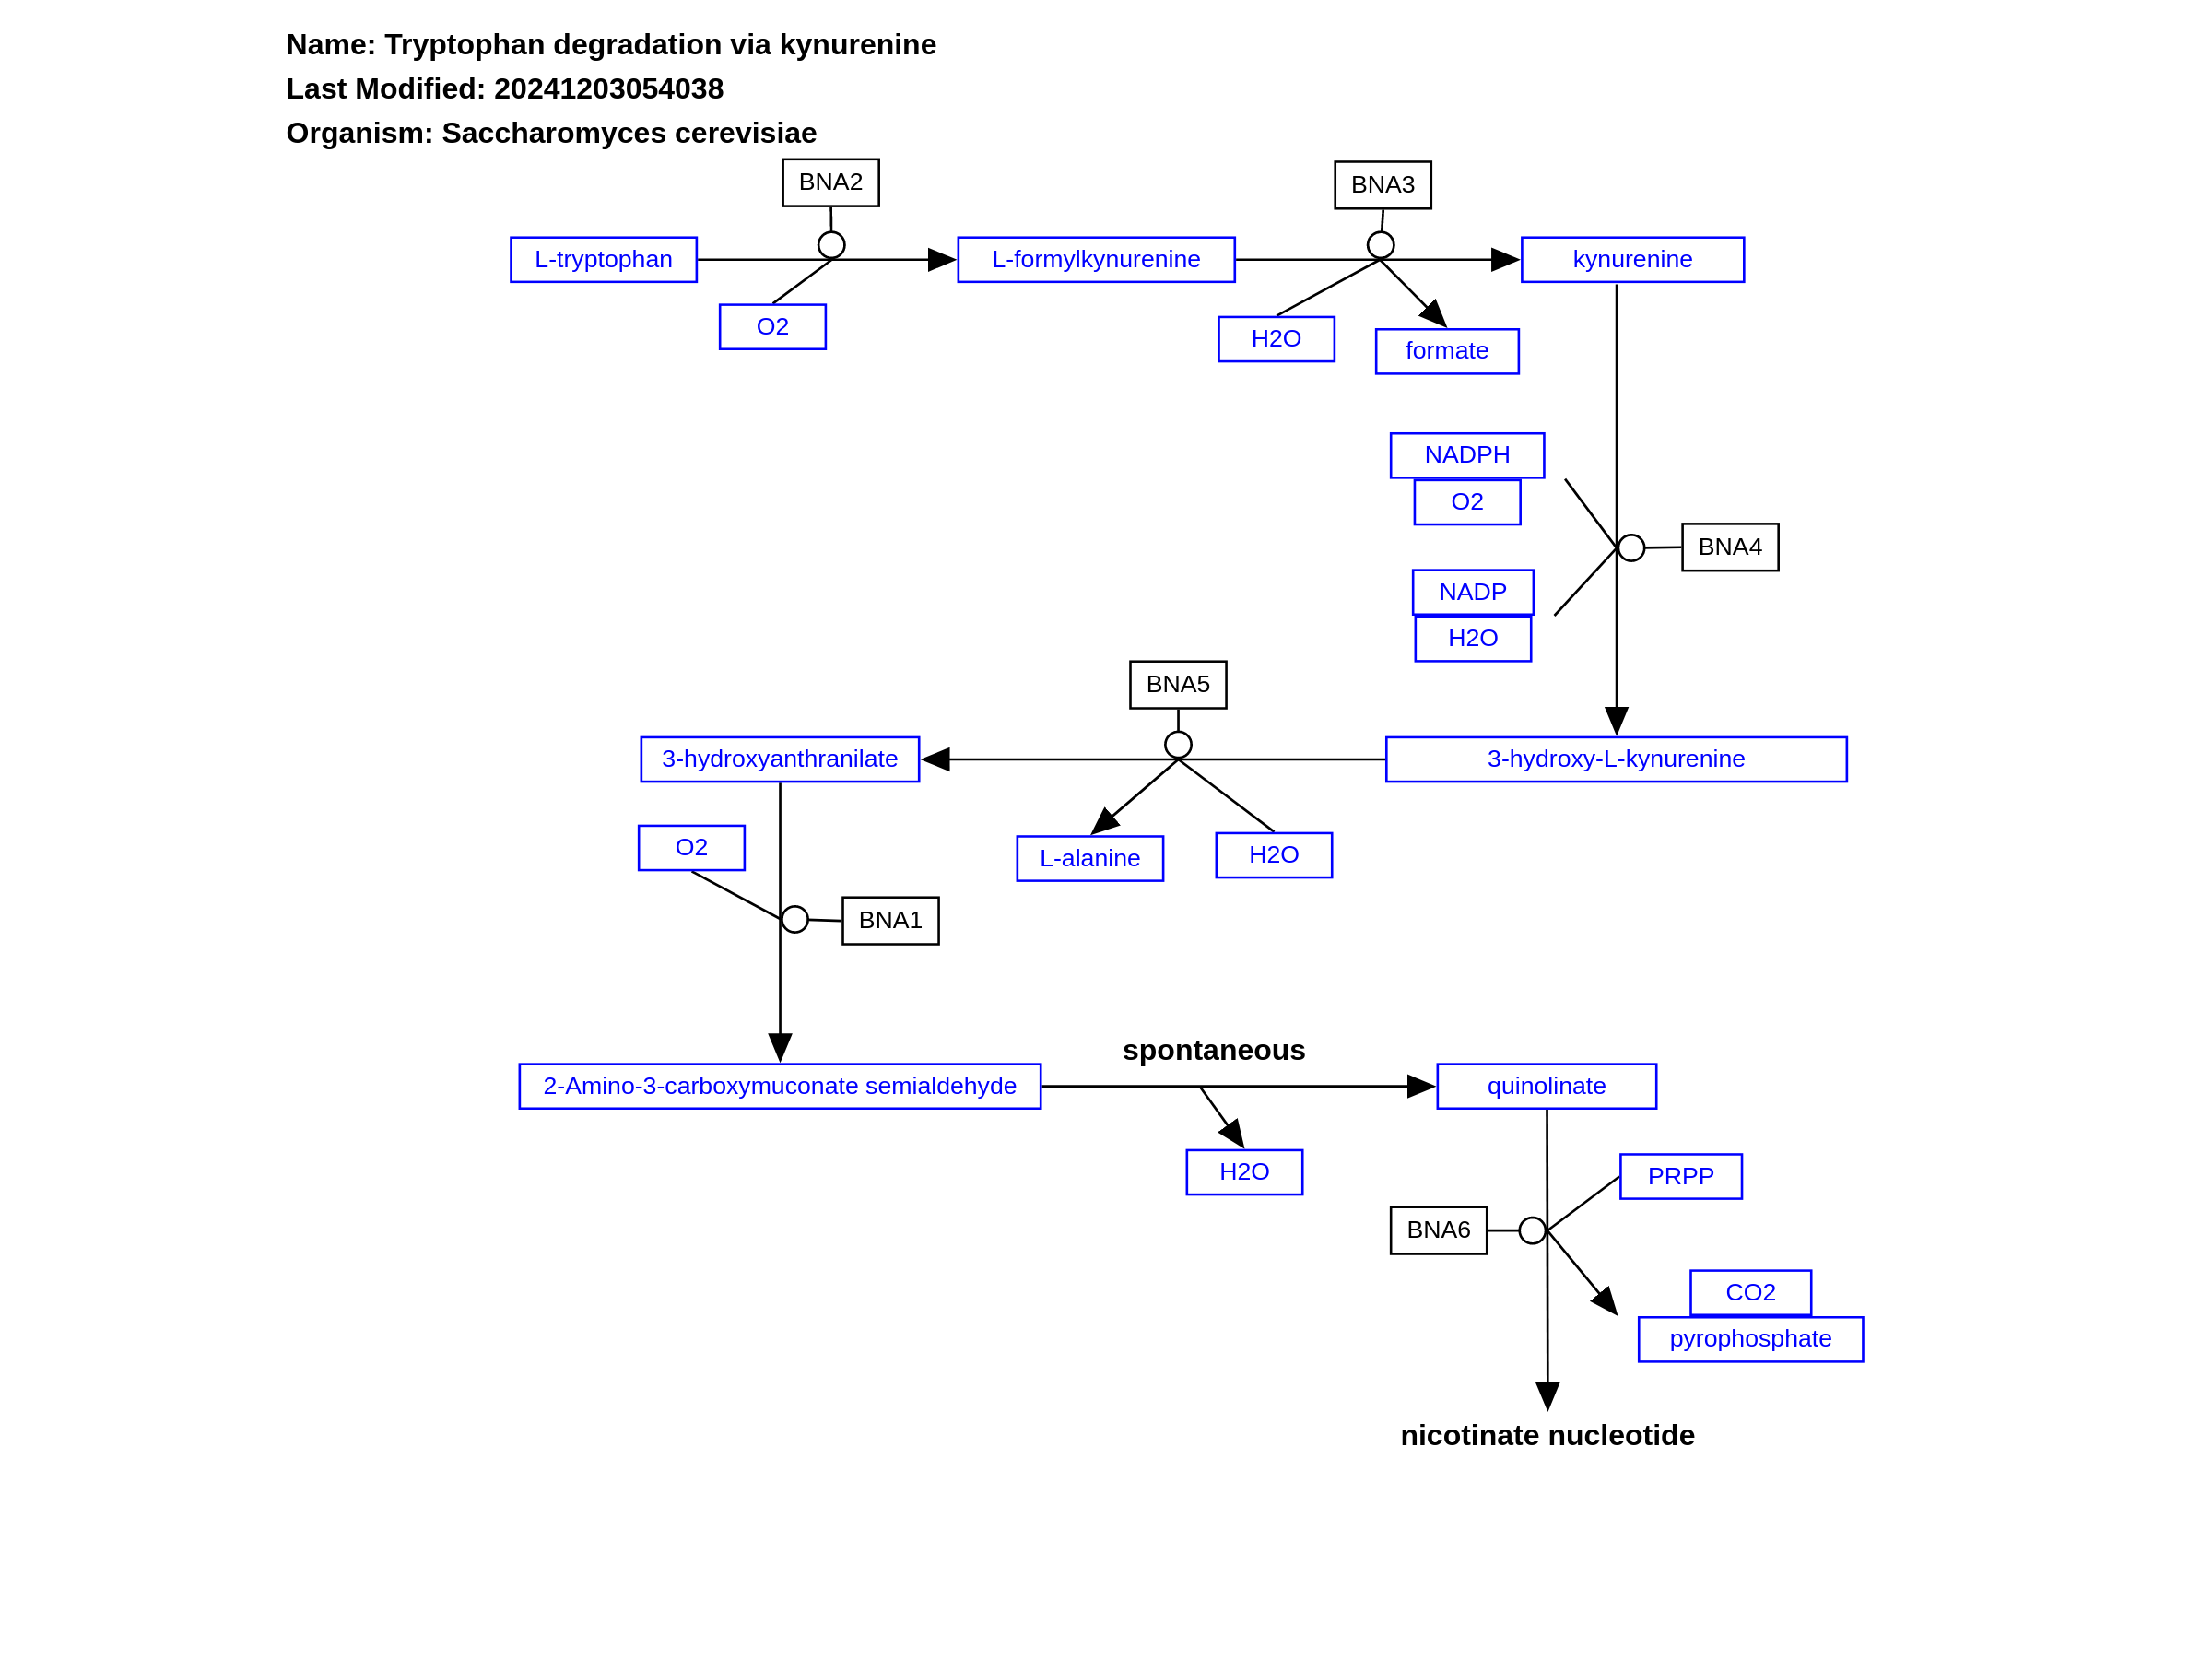 Name: Tryptophan degradation via kynurenine
Last Modified: 20241203054038
Organism: Saccharomyces cerevisiae
BNA2
BNA3
L-tryptophan
L-formylkynurenine
kynurenine
O2
H2O
formate
NADPH
O2
BNA4
NADP
H2O
BNA5
3-hydroxyanthranilate
3-hydroxy-L-kynurenine
O2
L-alanine
H2O
BNA1
spontaneous
2-Amino-3-carboxymuconate semialdehyde
quinolinate
H2O
PRPP
BNA6
CO2
pyrophosphate
nicotinate nucleotide